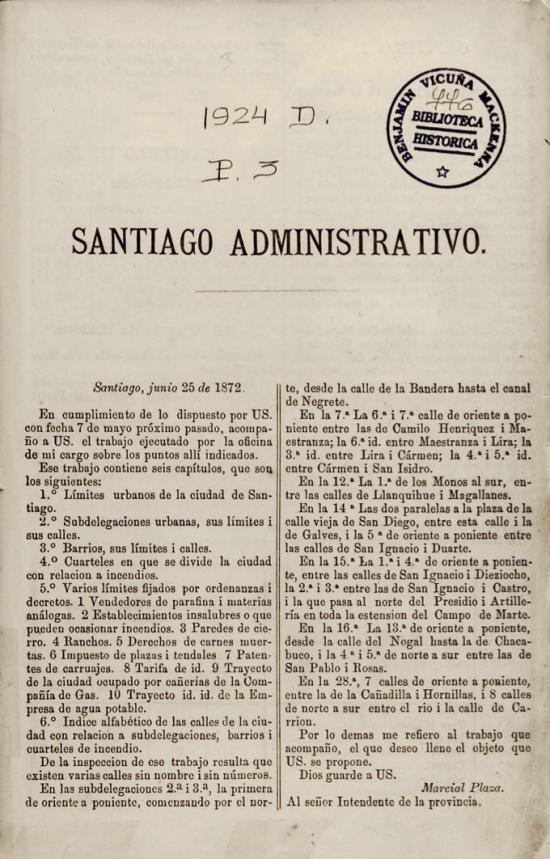 1924 D.
P. 3
BENJAMIN VICUÑA MACKENNA
446
BIBLIOTECA
HISTORICA
SANTIAGO ADMINISTRATIVO.
Santiago, junio 25 de 1872.
En cumplimiento de lo dispuesto por US.
con fecha 7 de mayo próximo pasado, acompa-
ño a US. el trabajo ejecutado por la oficina
de mi cargo sobre los puntos allí indicados.
Ese trabajo contiene seis capítulos, que son
los siguientes:
1.º Límites urbanos de la ciudad de San-
tiago.
2.º Subdelegaciones urbanas, sus límites i
sus calles.
3.º Barrios, sus límites i calles.
4.º Cuarteles en que se divide la ciudad
con relacion a incendios.
5.º Varios límites fijados por ordenanzas i
decretos. 1 Vendedores de parafina i materias
análogas. 2 Establecimientos insalubres o que
pueden ocasionar incendios. 3 Paredes de cie-
rro. 4 Ranchos. 5 Derechos de carnes muer-
tas. 6 Impuesto de plazas i tendales 7 Paten-
tes de carruajes. 8 Tarifa de id. 9 Trayecto
de la ciudad ocupado por cañerías de la Com-
pañía de Gas. 10 Trayecto id. id. de la Em-
presa de agua potable.
6.º Indice alfabético de las calles de la ciu-
dad con relacion a subdelegaciones, barrios i
cuarteles de incendio.
De la inspeccion de ese trabajo resulta que
existen varias calles sin nombre i sin números.
En las subdelegaciones 2.ª i 3.ª, la primera
de oriente a poniente, comenzando por el nor-
te, desde la calle de la Bandera hasta el canal
de Negrete.
En la 7.ª La 6.ª i 7.ª calle de oriente a po-
niente entre las de Camilo Henriquez i Ma-
estranza; la 6.ª id. entre Maestranza i Lira; la
3.ª id. entre Lira i Cármen; la 4.ª i 5.ª id.
entre Cármen i San Isidro.
En la 12.ª La 1.ª de los Monos al sur, en-
tre las calles de Llanquihue i Magallanes.
En la 14 ª Las dos paralelas a la plaza de la
calle vieja de San Diego, entre esta calle i la
de Galves, i la 5 ª de oriente a poniente entre
las calles de San Ignacio i Duarte.
En la 15.ª La 1.ª i 4.ª de oriente a ponien-
te, entre las calles de San Ignacio i Dieziocho,
la 2.ª i 3.ª entre las de San Ignacio i Castro,
i la que pasa al norte del Presidio i Artille-
ría en toda la estension del Campo de Marte.
En la 16.ª La 13.ª de oriente a poniente,
desde la calle del Nogal hasta la de Chaca-
buco, i la 4ª i 5.ª de norte a sur entre las de
San Pablo i Rosas.
En la 28.ª, 7 calles de oriente a poniente,
entre la de la Cañadilla i Hornillas, i 8 calles
de norte a sur entre el rio i la calle de Ca-
rrion.
Por lo demas me refiero al trabajo que
acompaño, el que deseo llene el objeto que
US. se propone.
Dios guarde a US.
Marcial Plaza.
Al señor Intendente de la provincia.